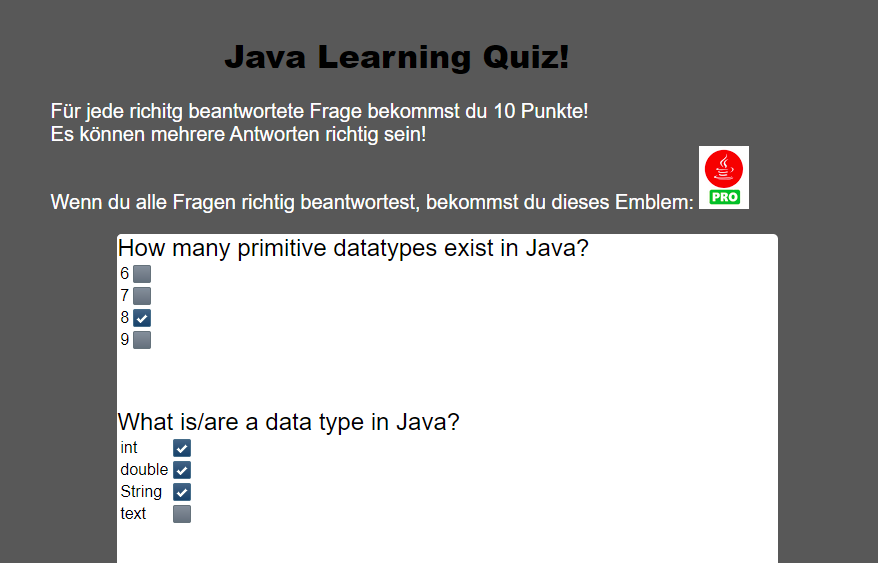 Java Learning Quiz!
Für jede richitg beantwortete Frage bekommst du 10 Punkte!
Es können mehrere Antworten richtig sein!
Wenn du alle Fragen richtig beantwortest, bekommst du dieses Emblem:
PRO
How many primitive datatypes exist in Java?
6
7
8
9
What is/are a data type in Java?
int
double
String
text